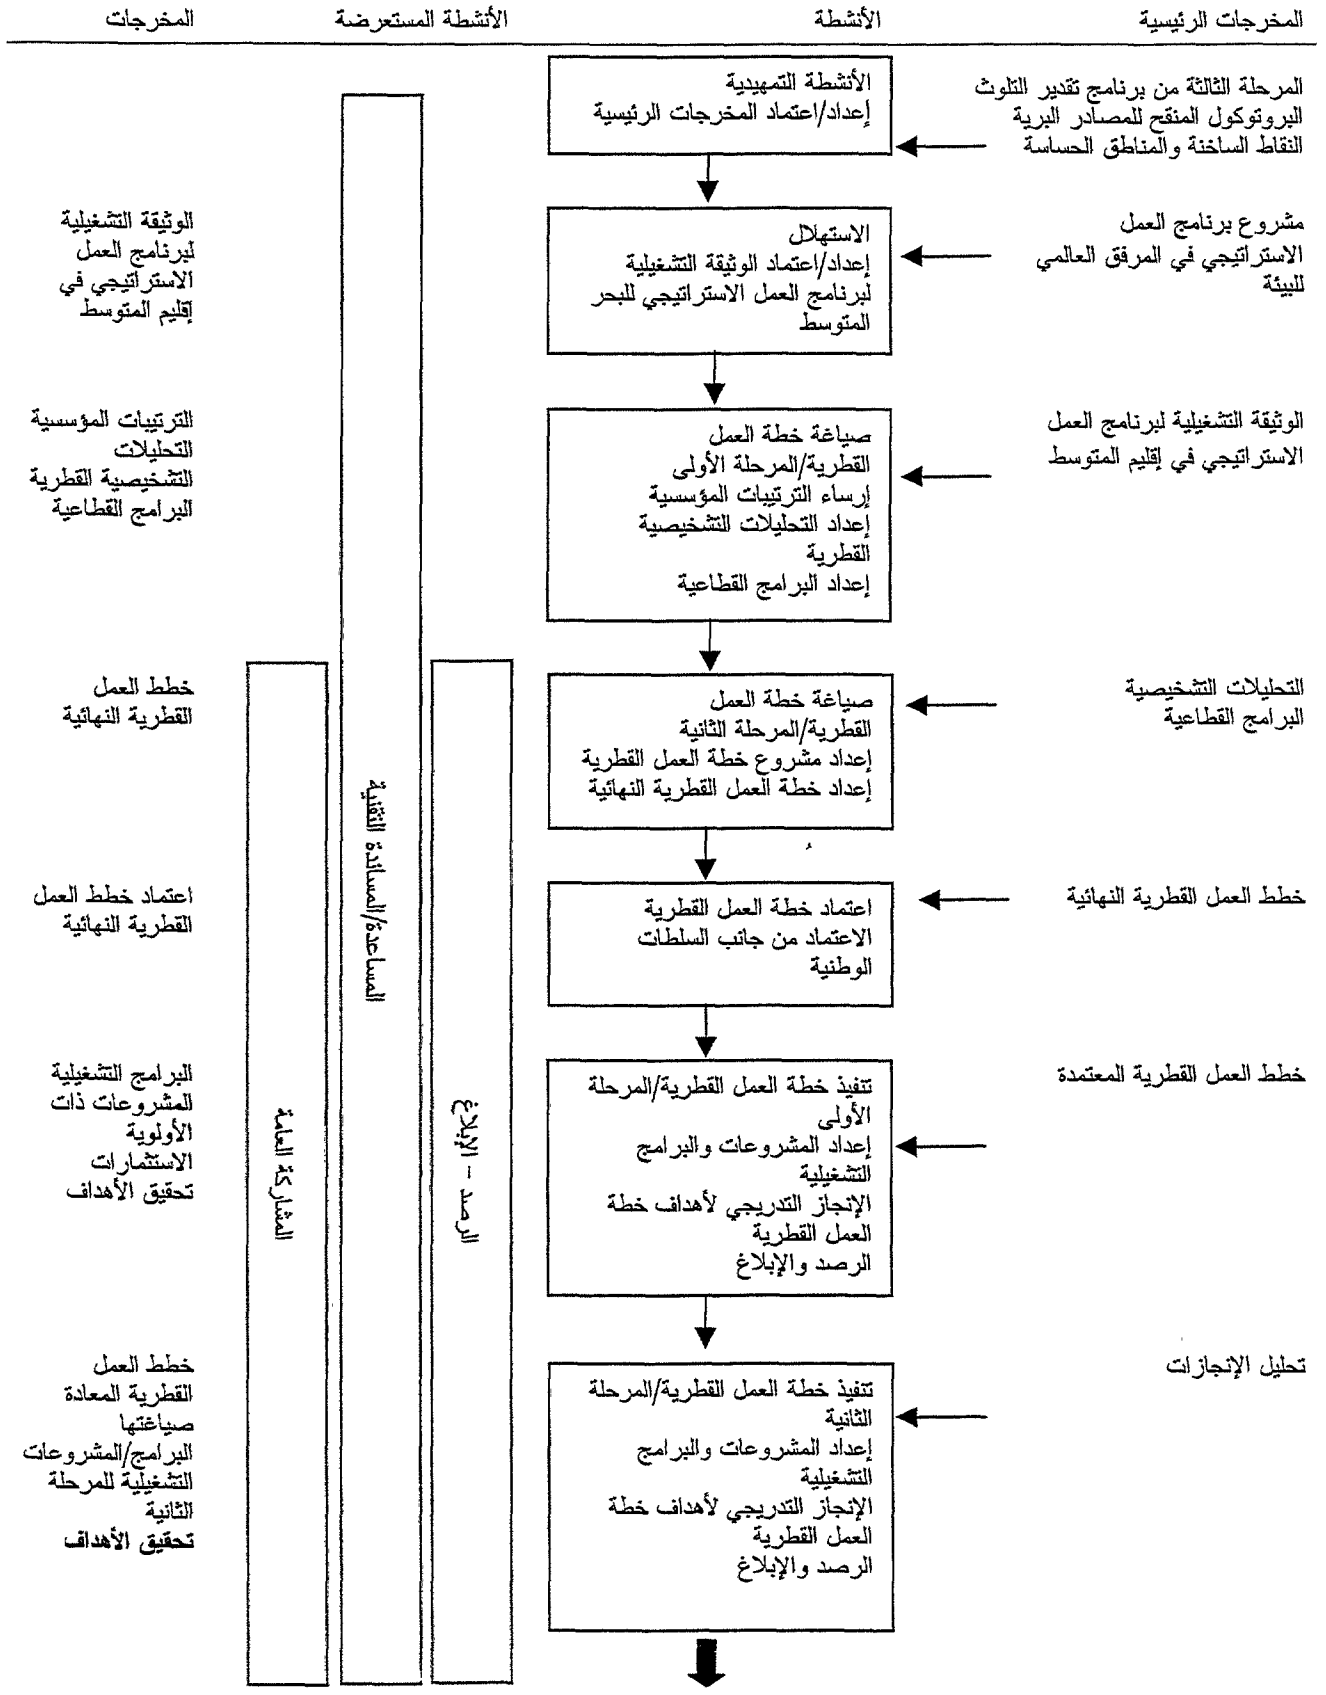 المخرجات الرئيسية
الأنشطة
الأنشطة المستعرضة
المخرجات
المرحلة الثالثة من برنامج تقدير التلوث
البروتوكول المنقح للمصادر البرية
النقاط الساخنة والمناطق الحساسة
الأنشطة التمهيدية
إعداد/اعتماد المخرجات الرئيسية
مشروع برنامج العمل
الاستراتيجي في المرفق العالمي
للبيئة
الاستهلال
إعداد/اعتماد الوثيقة التشغيلية
لبرنامج العمل الاستراتيجي للبحر
المتوسط
الوثيقة التشغيلية
لبرنامج العمل
الاستراتيجي في
إقليم المتوسط
الوثيقة التشغيلية لبرنامج العمل
الاستراتيجي في إقليم المتوسط
صياغة خطة العمل
القطرية/المرحلة الأولى
إرساء الترتيبات المؤسسية
إعداد التحليلات التشخيصية
القطرية
إعداد البرامج القطاعية
الترتيبات المؤسسية
التحليلات
التشخيصية القطرية
البرامج القطاعية
التحليلات التشخيصية
البرامج القطاعية
صياغة خطة العمل
القطرية/المرحلة الثانية
إعداد مشروع خطة العمل القطرية
إعداد خطة العمل القطرية النهائية
خطط العمل
القطرية النهائية
خطط العمل القطرية النهائية
اعتماد خطة العمل القطرية
الاعتماد من جانب السلطات
الوطنية
اعتماد خطط العمل
القطرية النهائية
خطط العمل القطرية المعتمدة
تنفيذ خطة العمل القطرية/المرحلة
الأولى
إعداد المشروعات والبرامج
التشغيلية
الإنجاز التدريجي لأهداف خطة
العمل القطرية
الرصد والإبلاغ
البرامج التشغيلية
المشروعات ذات
الأولوية
الاستثمارات
تحقيق الأهداف
تحليل الإنجازات
تنفيذ خطة العمل القطرية/المرحلة
الثانية
إعداد المشروعات والبرامج
التشغيلية
الإنجاز التدريجي لأهداف خطة
العمل القطرية
الرصد والإبلاغ
خطط العمل
القطرية المعادة
صياغتها
البرامج/المشروعات
التشغيلية للمرحلة
الثانية
تحقيق الأهداف
الرصد – الإبلاغ
المساعدة/المساندة التقنية
المشاركة العامة